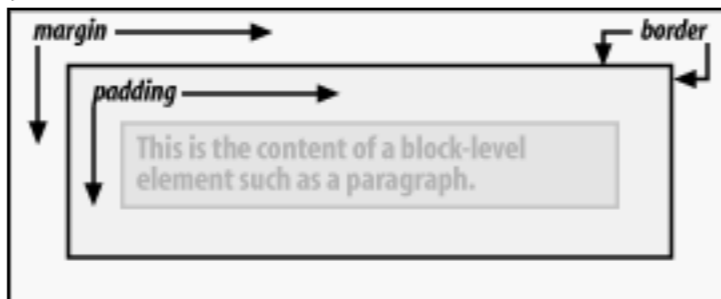 margin
border
padding
This is the content of a block-level
element such as a paragraph.